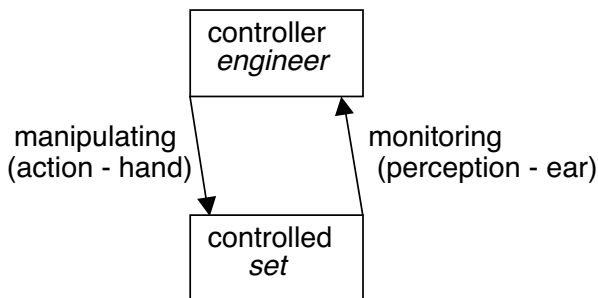 controller
engineer
manipulating
(action - hand)
monitoring
(perception - ear)
controlled
set